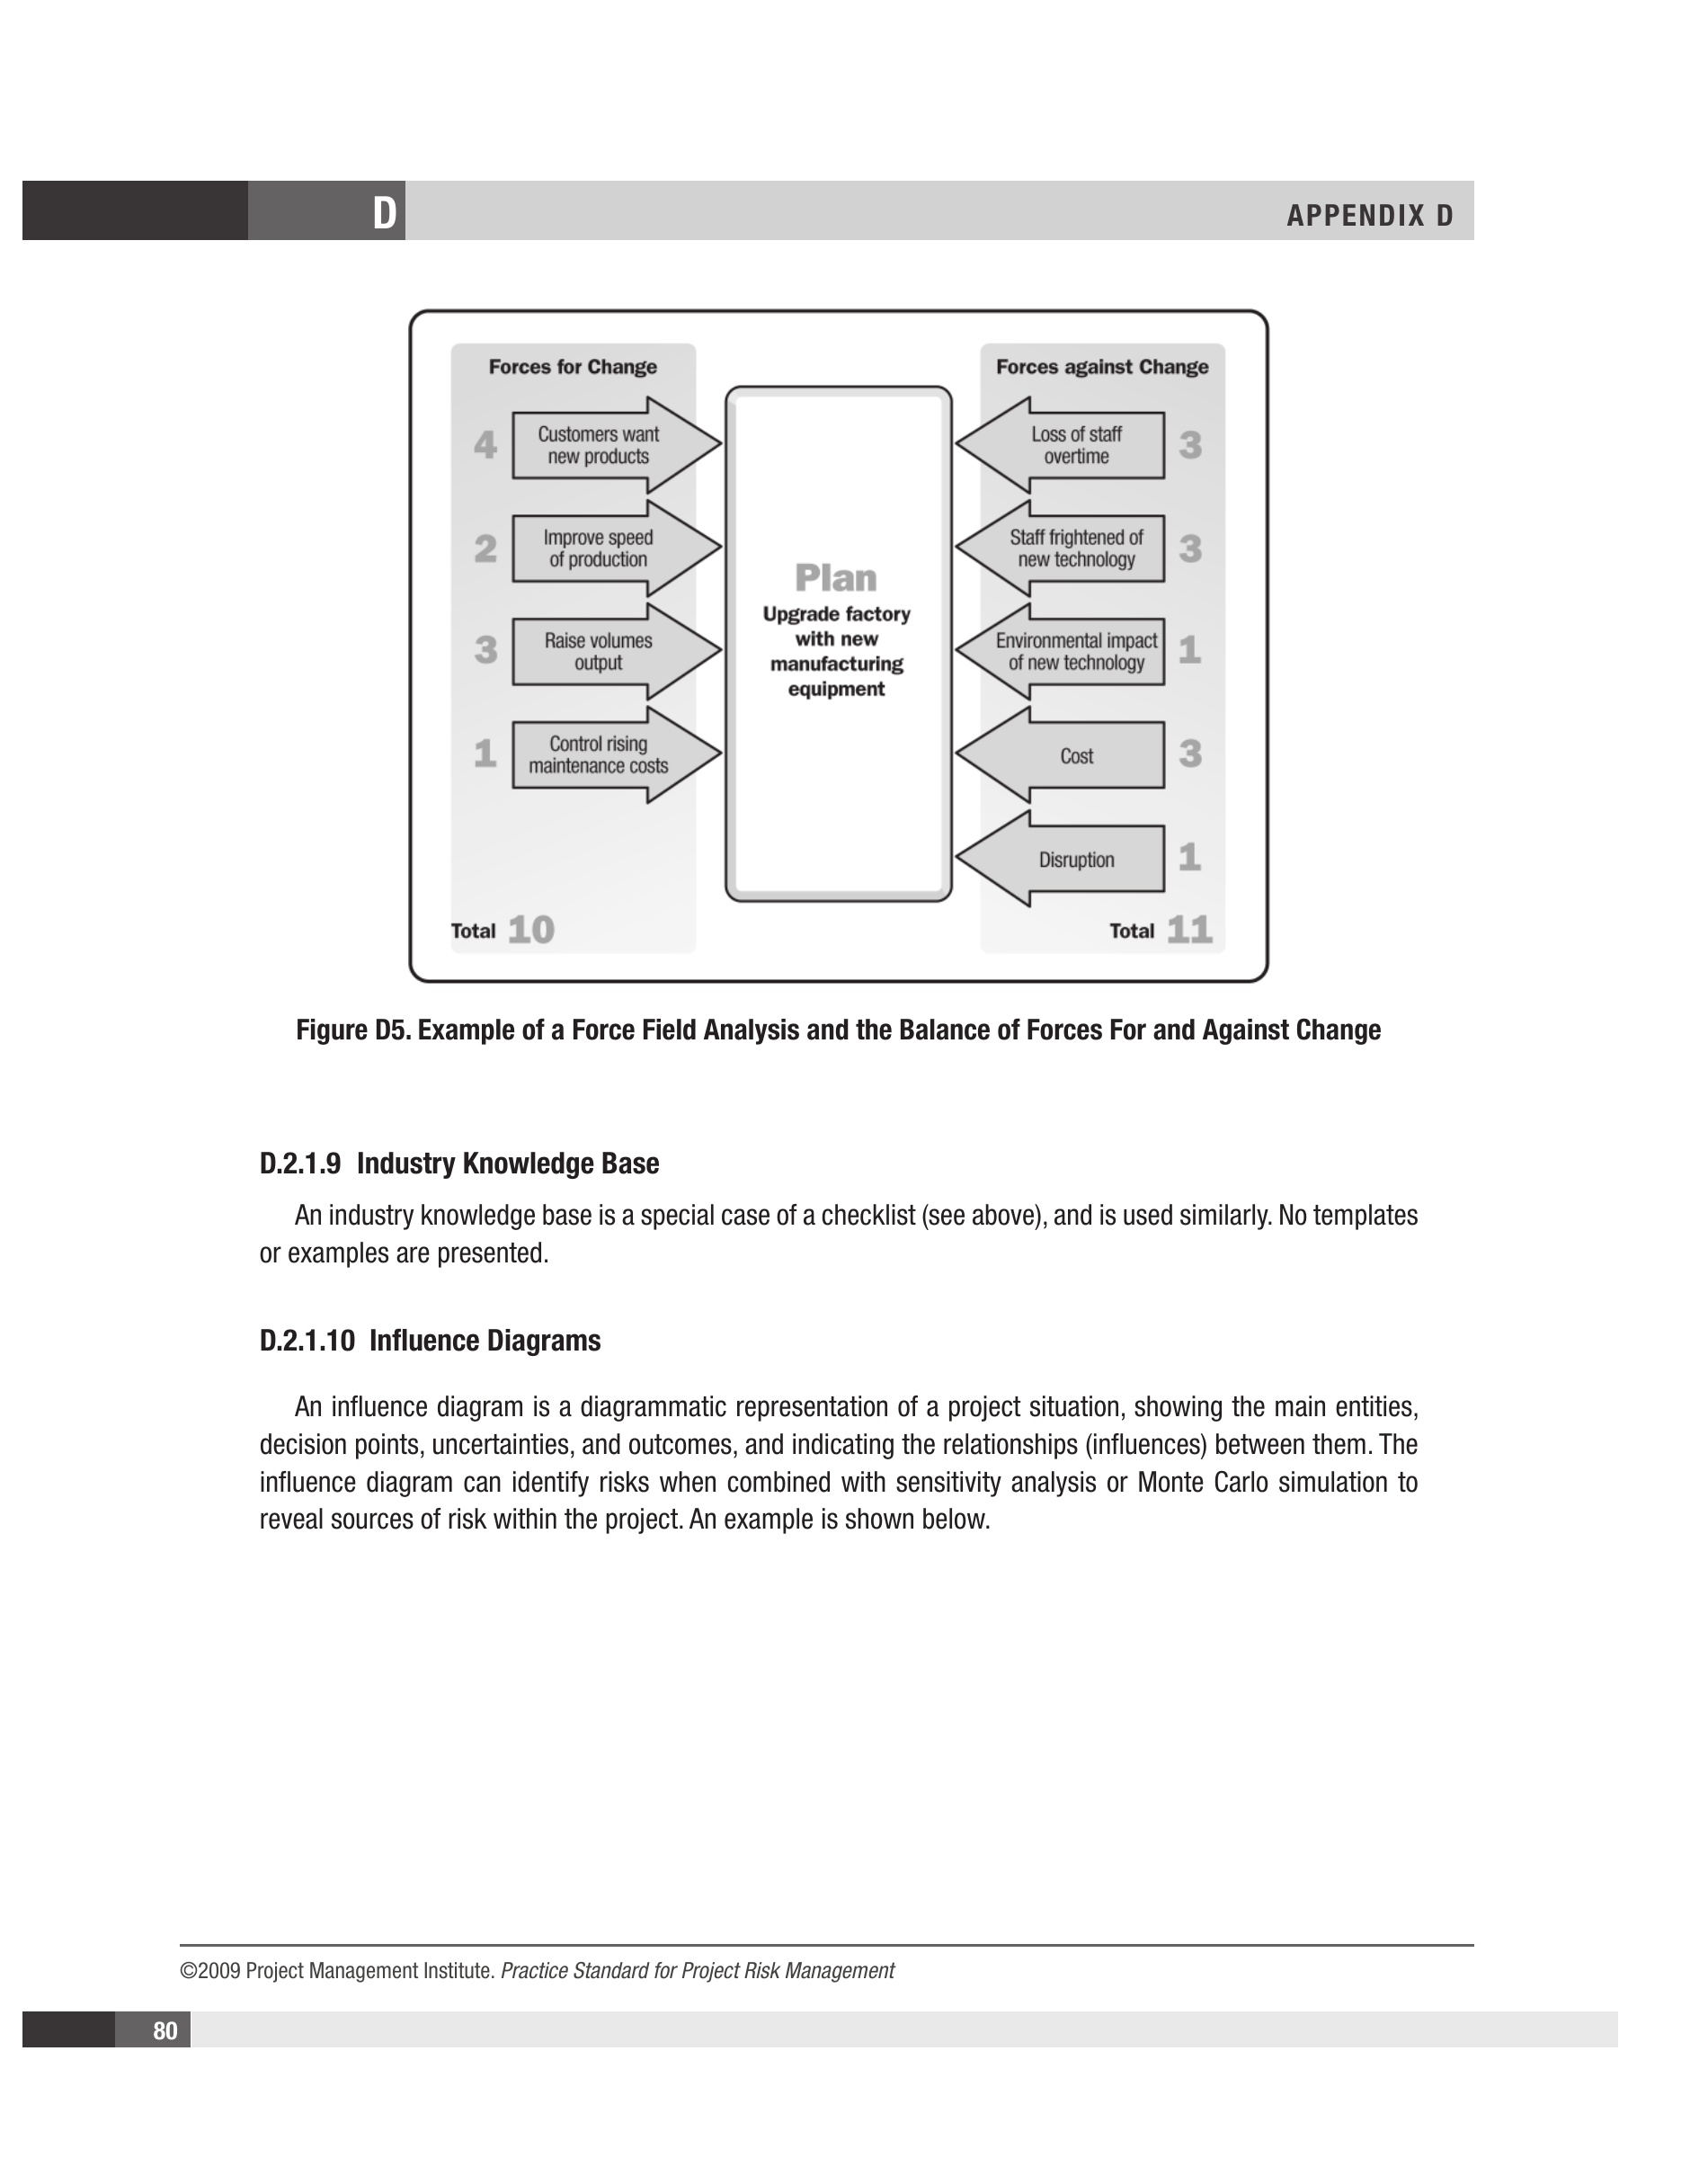 D
APPENDIX D
Forces for Change
4
Customers want
new products
2
Improve speed
of production
3
Raise volumes
output
1
Control rising
maintenance costs
Total 10
Plan
Upgrade factory
with new
manufacturing
equipment
Forces against Change
Loss of staff
overtime
3
Staff frightened of
new technology
3
Environmental impact
of new technology
1
Cost
3
Disruption
1
Total 11
Figure D5. Example of a Force Field Analysis and the Balance of Forces For and Against Change
D.2.1.9 Industry Knowledge Base
An industry knowledge base is a special case of a checklist (see above), and is used similarly. No templates
or examples are presented.
D.2.1.10 Influence Diagrams
An influence diagram is a diagrammatic representation of a project situation, showing the main entities,
decision points, uncertainties, and outcomes, and indicating the relationships (influences) between them. The
influence diagram can identify risks when combined with sensitivity analysis or Monte Carlo simulation to
reveal sources of risk within the project. An example is shown below.
©2009 Project Management Institute. Practice Standard for Project Risk Management
80